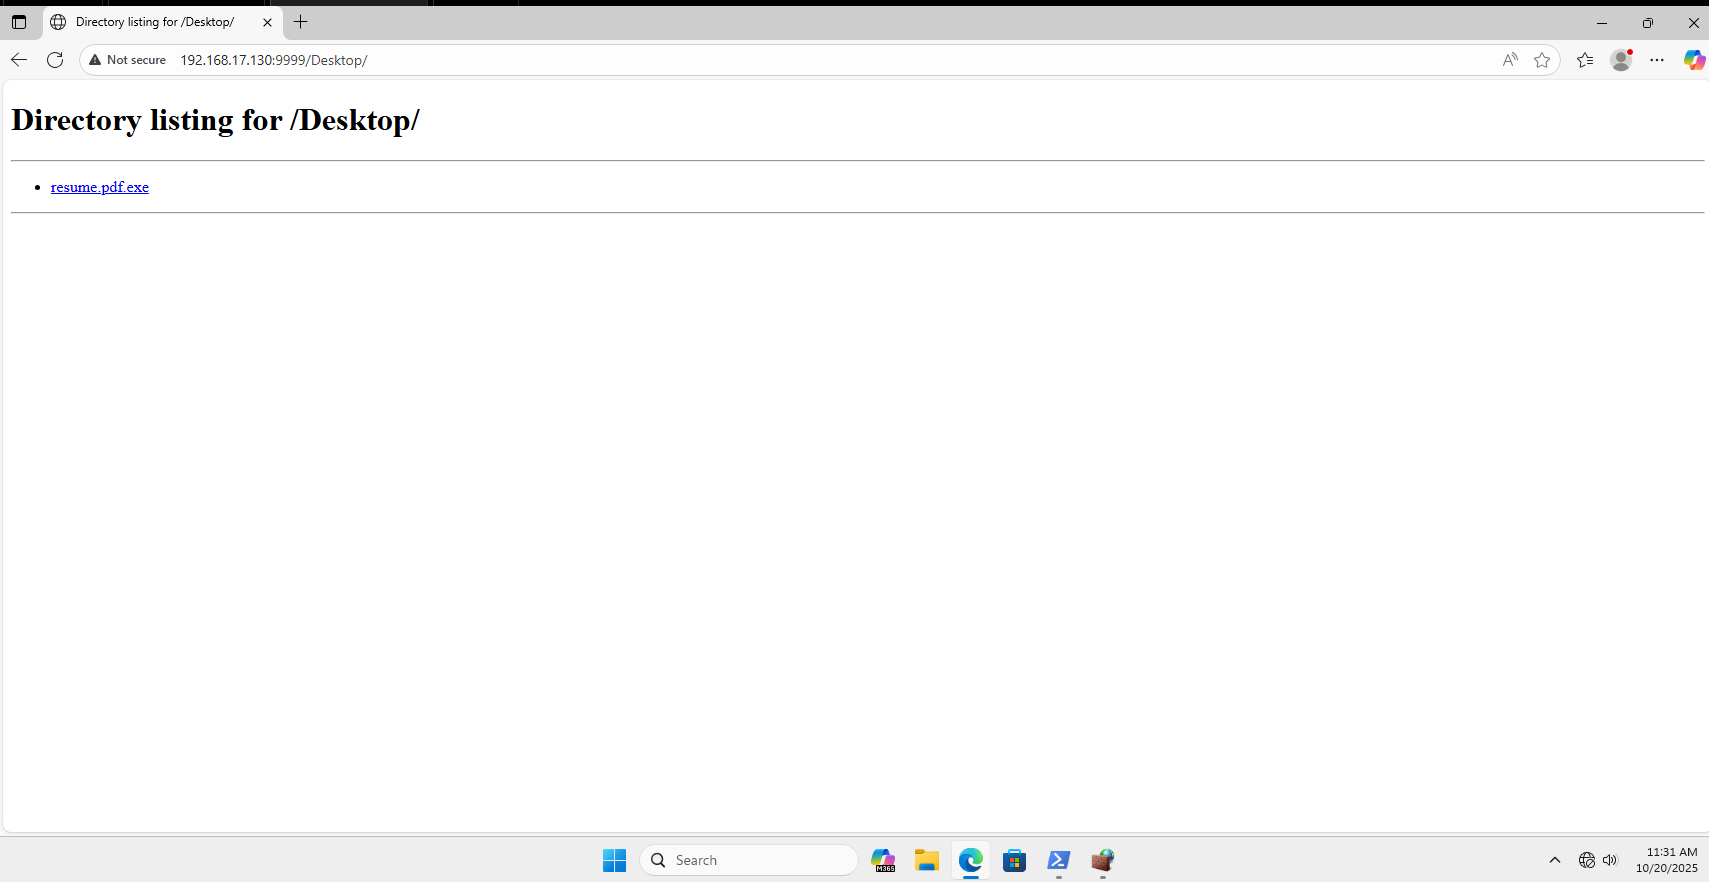 Directory listing for /Desktop/
Not secure 192.168.17.130:9999/Desktop/
Directory listing for /Desktop/
resume.pdf.exe
Search
M365
11:31 AM
10/20/2025